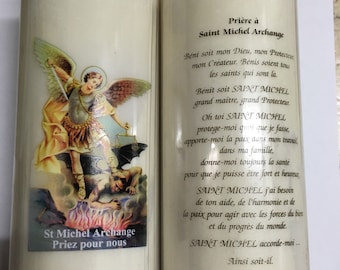 St Michel Archange
Priez pour nous
Prière à
Saint Michel Archange
Béni soit mon Dieu, mon Protecteur,
mon Créateur. Bénis soient tous
les saints qui sont là.
Bénit soit SAINT MICHEL
grand maître, grand Protecteur.
Oh toi SAINT MICHEL
protege-moi quoi que je fasse,
apporte-moi la paix dans mon travail,
dans ma famille,
donne-moi toujours la santé
pour que je puisse être fort et heureux.
SAINT MICHEL j'ai besoin
de ton aide, de l'harmonie et de
la paix pour agir avec les forces du bien
et du progrès du monde.
SAINT MICHEL accorde-moi ...
Ainsi soit-il.